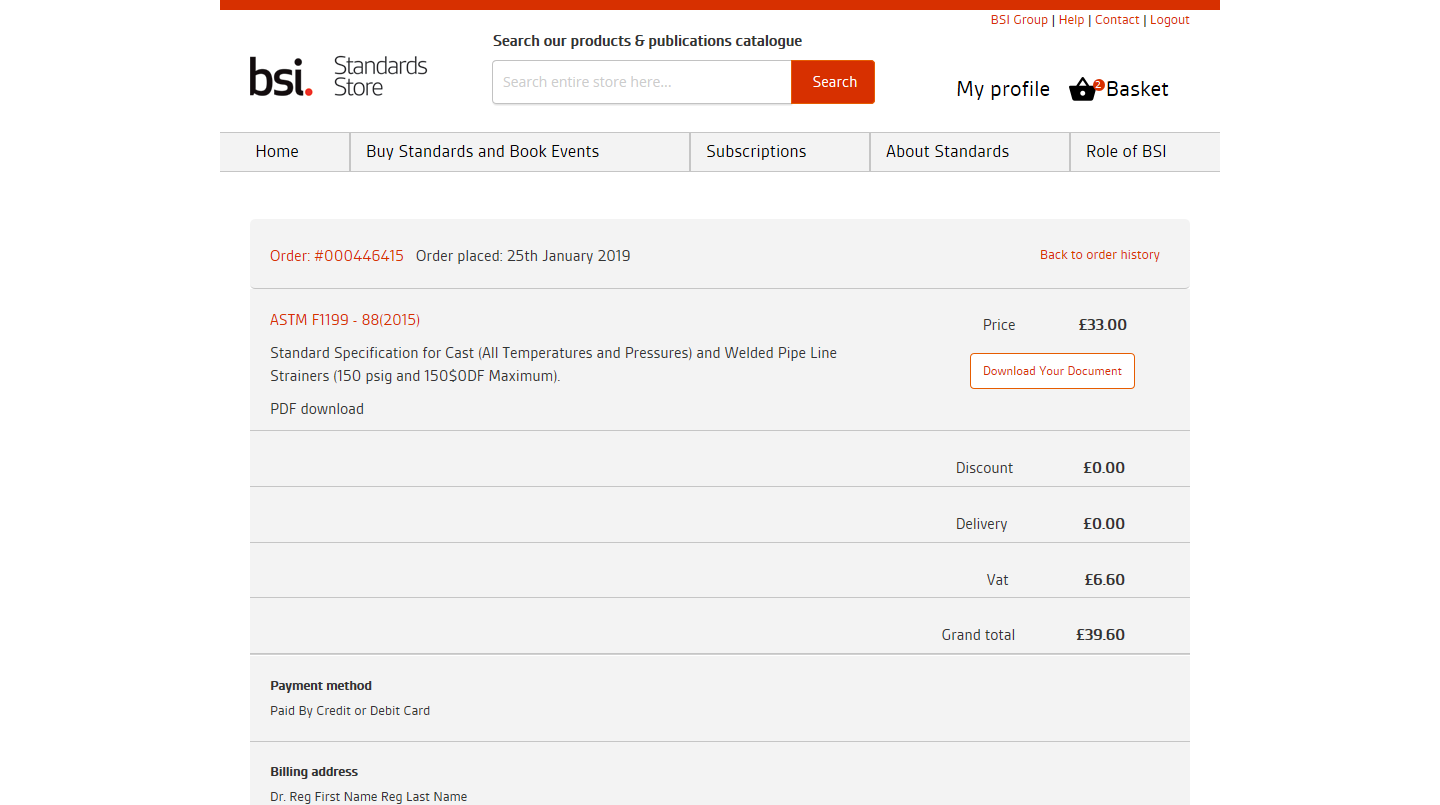 BSI Group | Help | Contact | Logout
Search our products & publications catalogue
bsi. Standards Store
Search entire store here...
Search
My profile
2
Basket
Home
Buy Standards and Book Events
Subscriptions
About Standards
Role of BSI
Order: #000446415 Order placed: 25th January 2019
Back to order history
ASTM F1199 - 88(2015)
Price £33.00
Standard Specification for Cast (All Temperatures and Pressures) and Welded Pipe Line
Strainers (150 psig and 150$0DF Maximum).
Download Your Document
PDF download
Discount £0.00
Delivery £0.00
Vat £6.60
Grand total £39.60
Payment method
Paid By Credit or Debit Card
Billing address
Dr. Reg First Name Reg Last Name